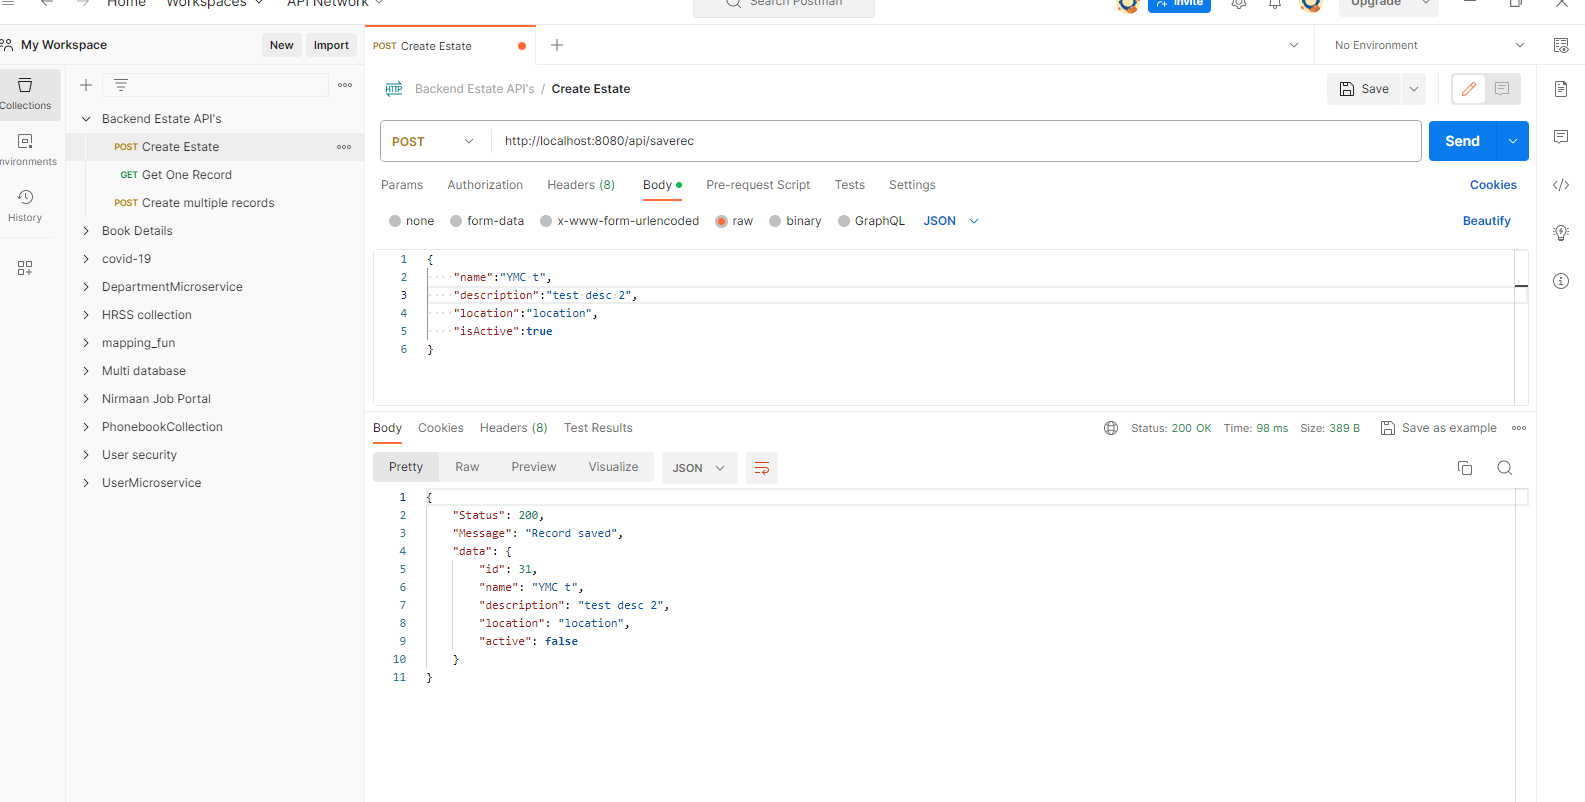 Home Workspaces API Network Search Postman Invite Upgrade
My Workspace New Import
POST Create Estate
No Environment
Collections
Environments
History
Backend Estate API's
POST Create Estate
GET Get One Record
POST Create multiple records
Book Details
covid-19
DepartmentMicroservice
HRSS collection
mapping_fun
Multi database
Nirmaan Job Portal
PhonebookCollection
User security
UserMicroservice
HTTP Backend Estate API's / Create Estate
Save
POST http://localhost:8080/api/saverec
Send
Params Authorization Headers (8) Body Pre-request Script Tests Settings Cookies
none form-data x-www-form-urlencoded raw binary GraphQL JSON Beautify
1 {
2 "name":"YMC t",
3 "description":"test desc 2",
4 "location":"location",
5 "isActive":true
6 }
Body Cookies Headers (8) Test Results Status: 200 OK Time: 98 ms Size: 389 B Save as example
Pretty Raw Preview Visualize JSON
1 {
2 "Status": 200,
3 "Message": "Record saved",
4 "data": {
5 "id": 31,
6 "name": "YMC t",
7 "description": "test desc 2",
8 "location": "location",
9 "active": false
10 }
11 }